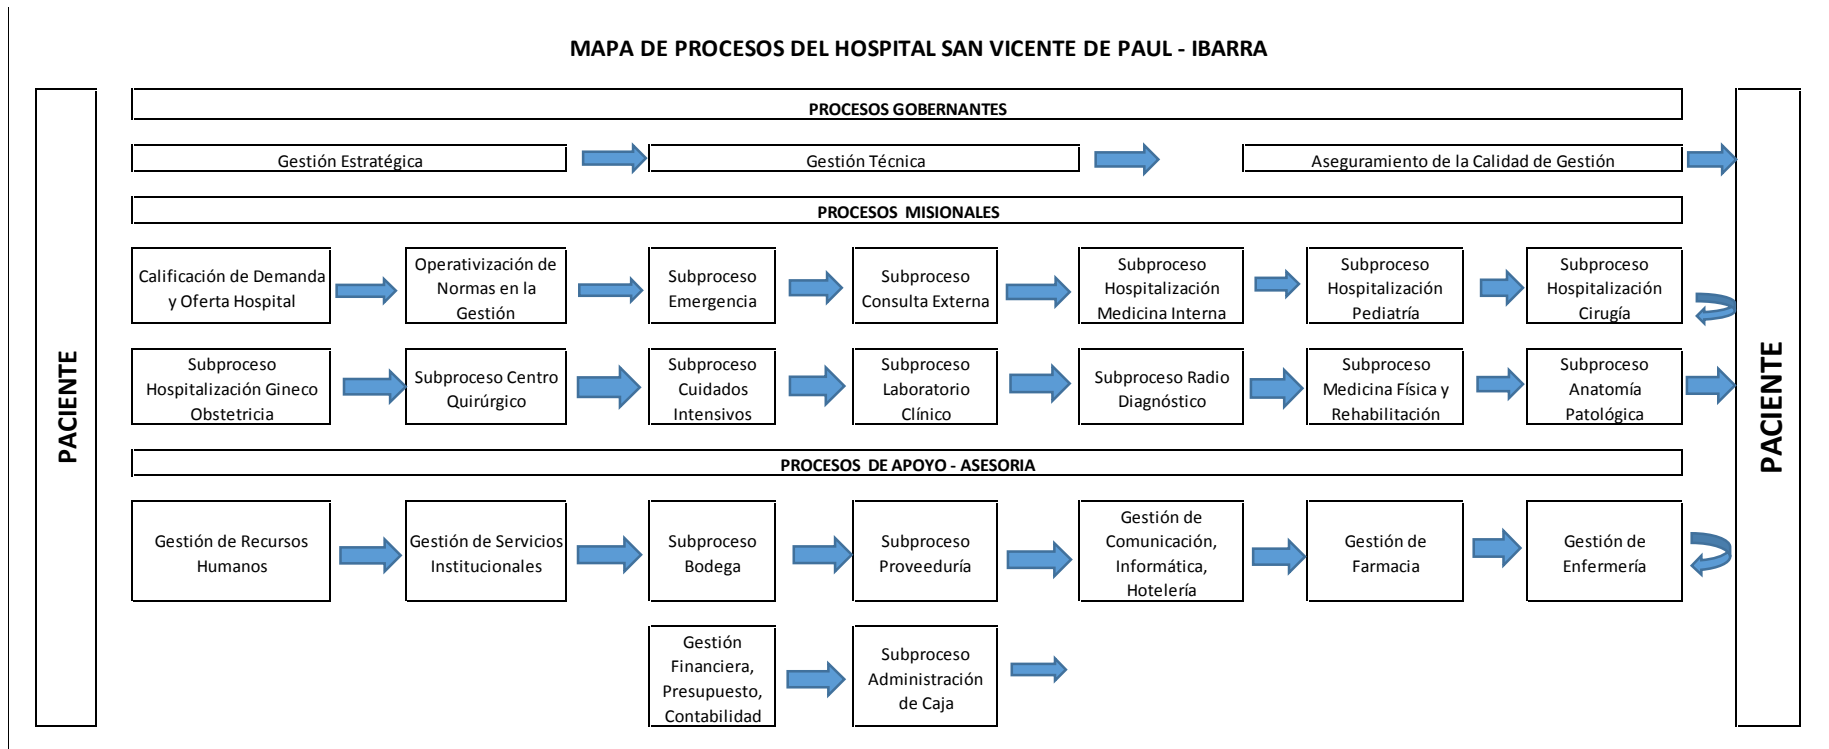 MAPA DE PROCESOS DEL HOSPITAL SAN VICENTE DE PAUL - IBARRA
PACIENTE
PROCESOS GOBERNANTES
Gestión Estratégica
Gestión Técnica
Aseguramiento de la Calidad de Gestión
PROCESOS MISIONALES
Calificación de Demanda
y Oferta Hospital
Operativización de
Normas en la
Gestión
Subproceso
Emergencia
Subproceso
Consulta Externa
Subproceso
Hospitalización
Medicina Interna
Subproceso
Hospitalización
Pediatría
Subproceso
Hospitalización
Cirugía
Subproceso
Hospitalización Gineco
Obstetricia
Subproceso Centro
Quirúrgico
Subproceso
Cuidados
Intensivos
Subproceso
Laboratorio
Clínico
Subproceso Radio
Diagnóstico
Subproceso
Medicina Física y
Rehabilitación
Subproceso
Anatomía
Patológica
PROCESOS DE APOYO - ASESORIA
Gestión de Recursos
Humanos
Gestión de Servicios
Institucionales
Subproceso
Bodega
Subproceso
Proveeduría
Gestión de
Comunicación,
Informática,
Hotelería
Gestión de
Farmacia
Gestión de
Enfermería
Gestión
Financiera,
Presupuesto,
Contabilidad
Subproceso
Administración
de Caja
PACIENTE